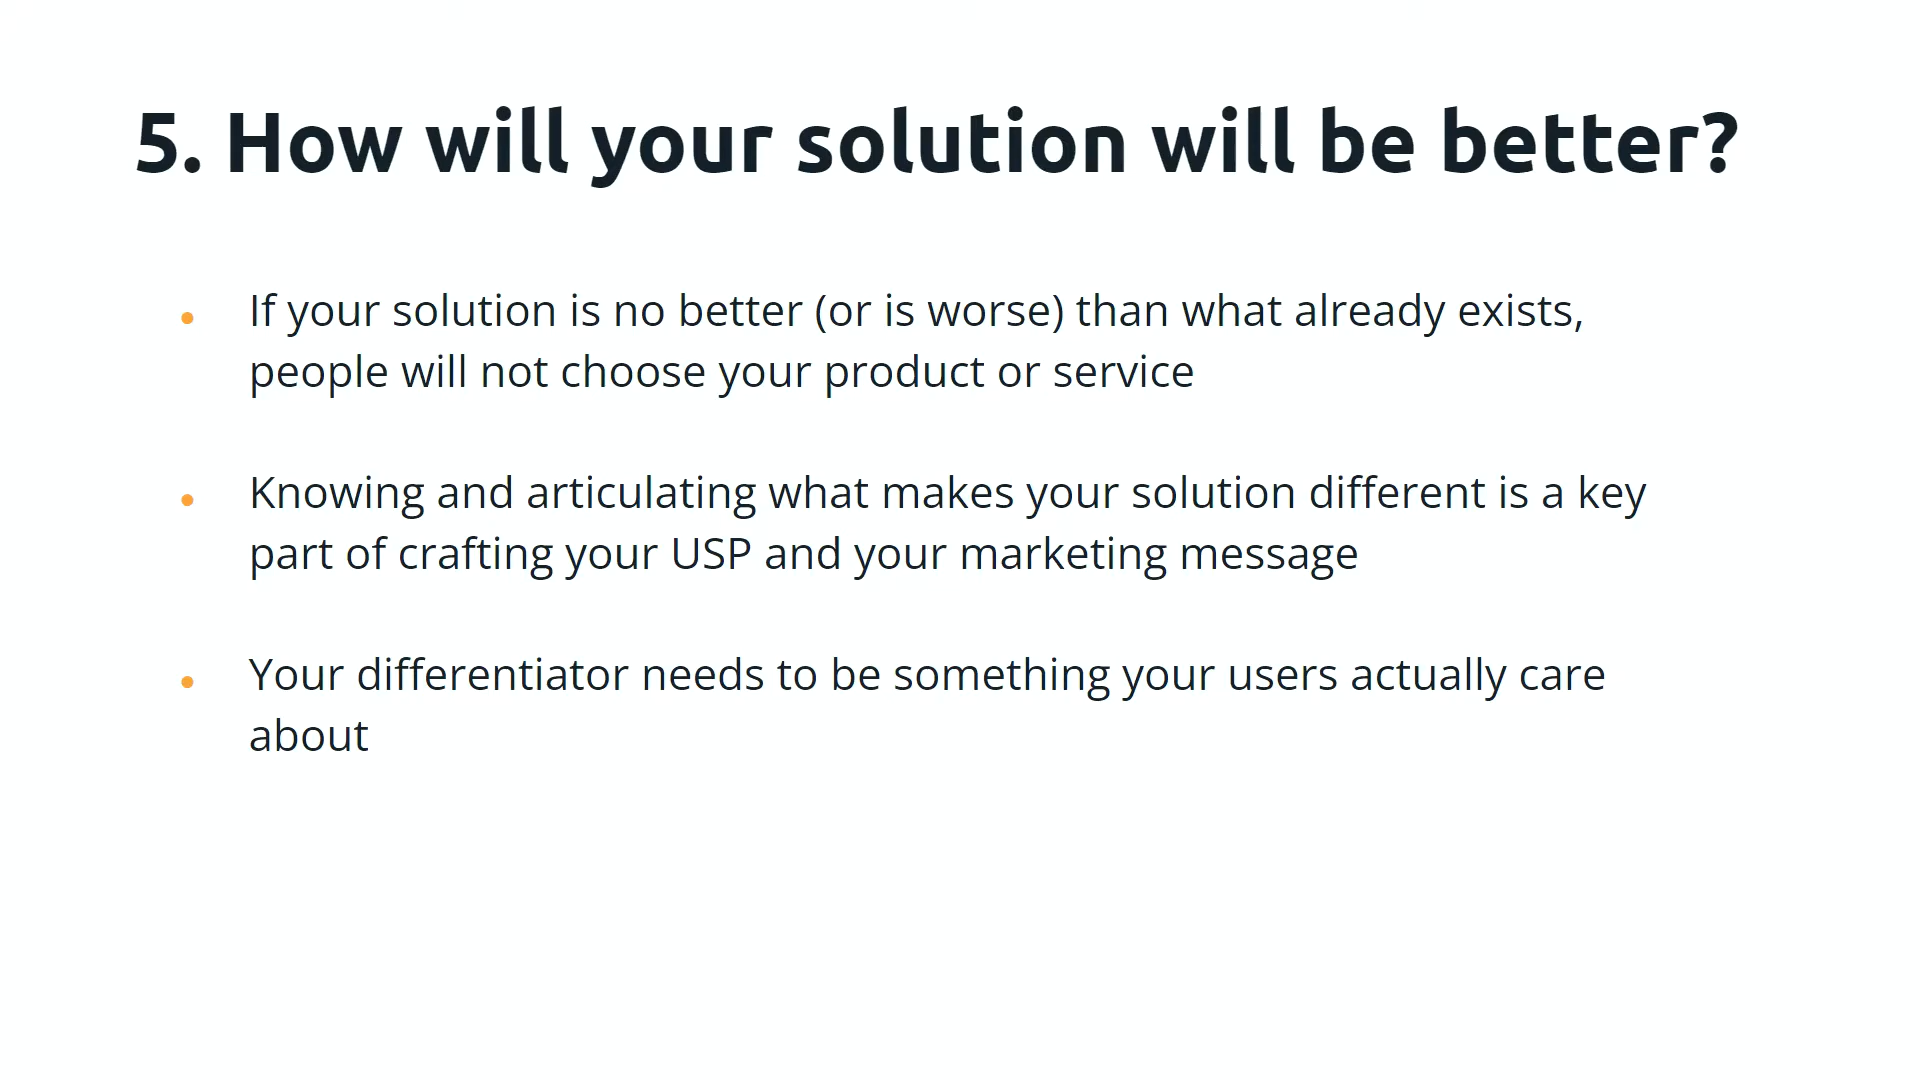 5. How will your solution will be better?
• If your solution is no better (or is worse) than what already exists,
people will not choose your product or service
• Knowing and articulating what makes your solution different is a key
part of crafting your USP and your marketing message
• Your differentiator needs to be something your users actually care
about